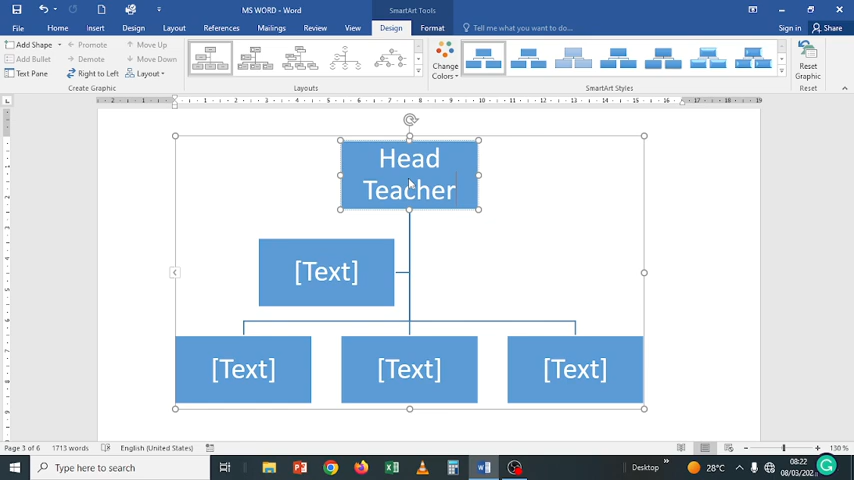 MS WORD - Word
SmartArt Tools
File Home Insert Draw Layout References Mailings Review View Design Format Tell me what you want to do... Sign in Share
Add Shape Promote Move Up
Add Bullet Demote Move Down
Text Pane Right to Left Layout
Create Graphic
Layouts
Change
Colors
SmartArt Styles
Reset
Graphic
Reset
Head
Teacher
[Text]
[Text] [Text] [Text]
Page 3 of 6 1713 words English (United States) 130 %
Type here to search
Desktop
28°C
08:22